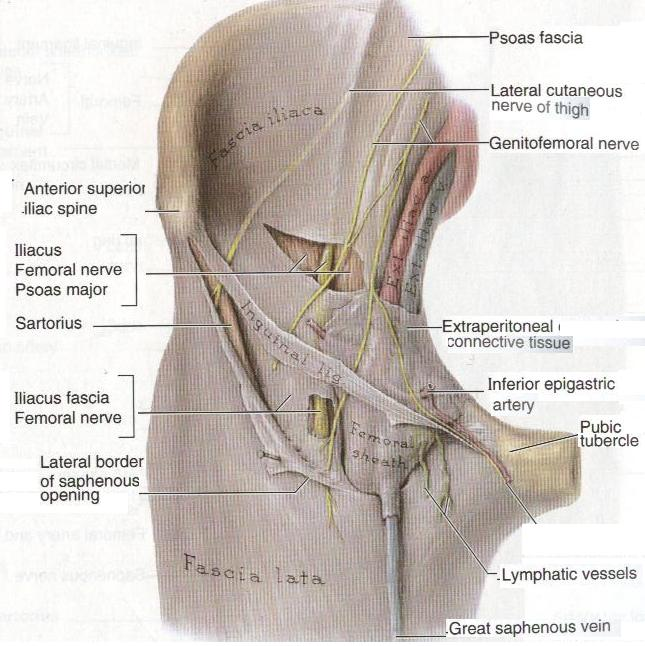 Psoas fascia
Lateral cutaneous
nerve of thigh
Genitofemoral nerve
Fascia iliaca
Ext. iliac a.
Ext. iliac v.
Anterior superior
iliac spine
Iliacus
Femoral nerve
Psoas major
Sartorius
Inguinal lig.
Extraperitoneal
connective tissue
Inferior epigastric
artery
Pubic
tubercle
Iliacus fascia
Femoral nerve
Femoral
sheath
Lateral border
of saphenous
opening
Fascia lata
Lymphatic vessels
Great saphenous vein